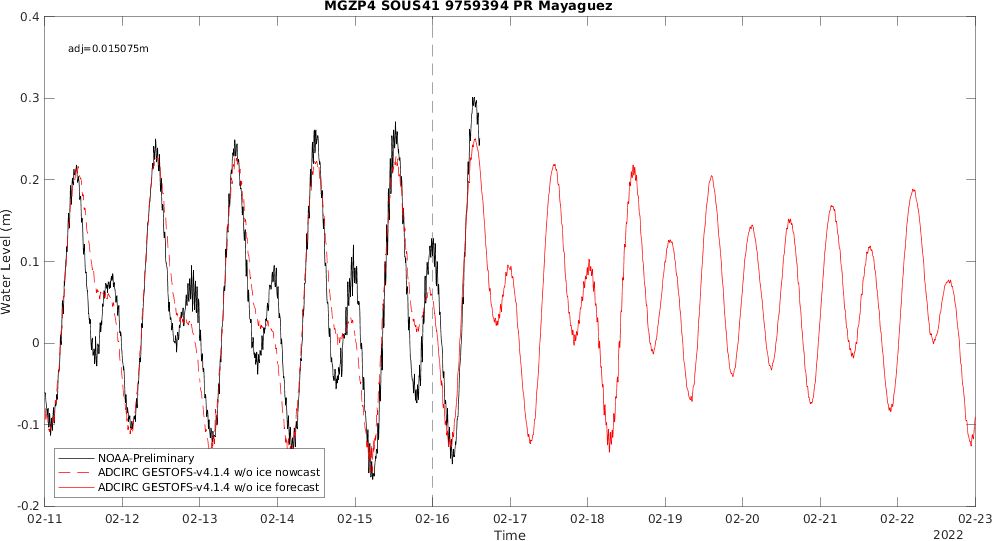 MGZP4 SOUS41 9759394 PR Mayaguez
adj=0.015075m
0.4
0.3
0.2
0.1
0
-0.1
-0.2
Water Level (m)
NOAA-Preliminary
ADCIRC GESTOFS-v4.1.4 w/o ice nowcast
ADCIRC GESTOFS-v4.1.4 w/o ice forecast
02-11 02-12 02-13 02-14 02-15 02-16 02-17 02-18 02-19 02-20 02-21 02-22 02-23
Time
2022